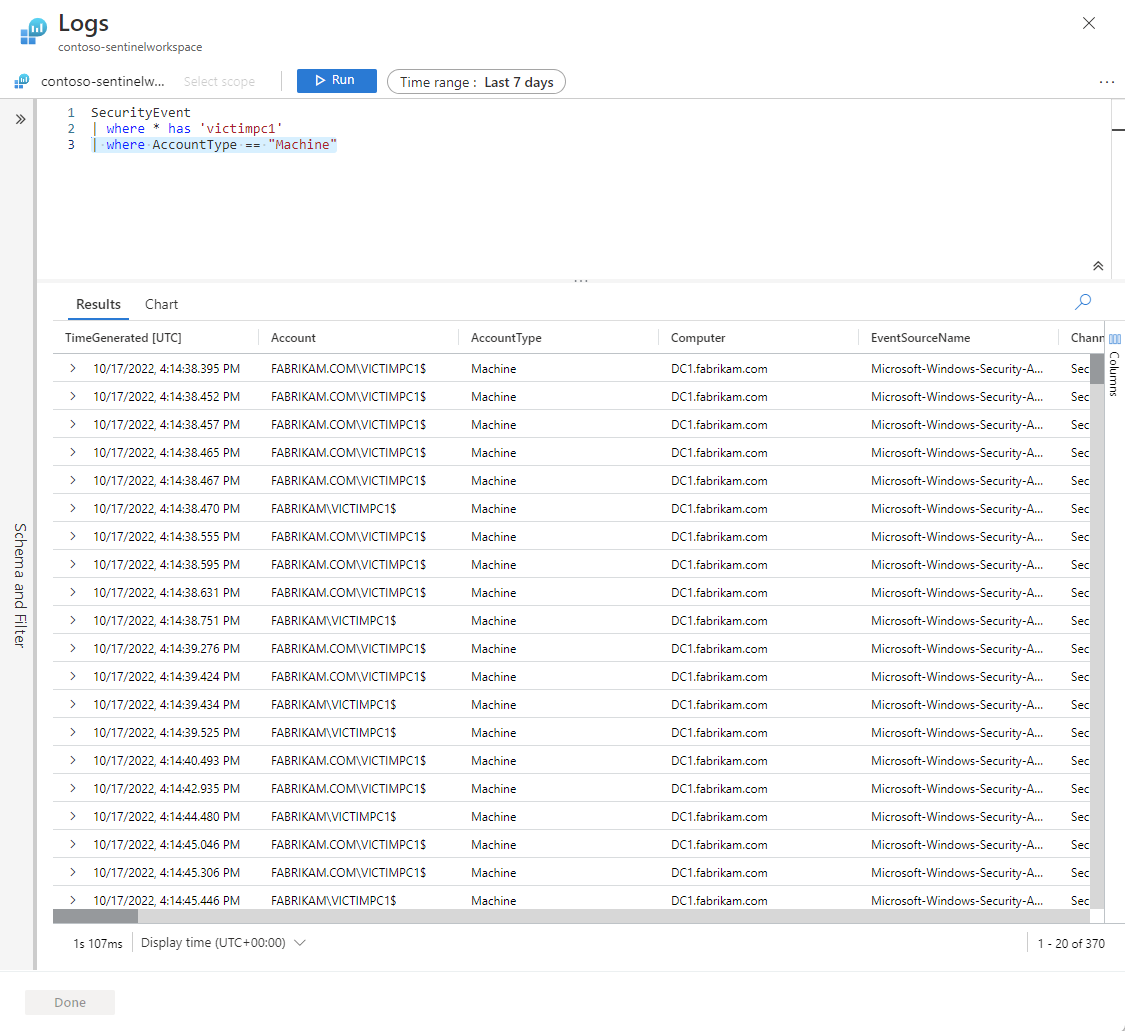 Logs
contoso-sentinelworkspace
contoso-sentinelw... Select scope Run Time range : Last 7 days ...
1 SecurityEvent
2 | where * has 'victimpc1'
3 | where AccountType == "Machine"
...
Results Chart
TimeGenerated [UTC] Account AccountType Computer EventSourceName Chann
10/17/2022, 4:14:38.395 PM FABRIKAM.COM\VICTIMPC1$ Machine DC1.fabrikam.com Microsoft-Windows-Security-A... Sec
10/17/2022, 4:14:38.452 PM FABRIKAM.COM\VICTIMPC1$ Machine DC1.fabrikam.com Microsoft-Windows-Security-A... Sec
10/17/2022, 4:14:38.457 PM FABRIKAM.COM\VICTIMPC1$ Machine DC1.fabrikam.com Microsoft-Windows-Security-A... Sec
10/17/2022, 4:14:38.465 PM FABRIKAM.COM\VICTIMPC1$ Machine DC1.fabrikam.com Microsoft-Windows-Security-A... Sec
10/17/2022, 4:14:38.467 PM FABRIKAM.COM\VICTIMPC1$ Machine DC1.fabrikam.com Microsoft-Windows-Security-A... Sec
10/17/2022, 4:14:38.470 PM FABRIKAM\VICTIMPC1$ Machine DC1.fabrikam.com Microsoft-Windows-Security-A... Sec
10/17/2022, 4:14:38.555 PM FABRIKAM.COM\VICTIMPC1$ Machine DC1.fabrikam.com Microsoft-Windows-Security-A... Sec
10/17/2022, 4:14:38.595 PM FABRIKAM.COM\VICTIMPC1$ Machine DC1.fabrikam.com Microsoft-Windows-Security-A... Sec
10/17/2022, 4:14:38.631 PM FABRIKAM.COM\VICTIMPC1$ Machine DC1.fabrikam.com Microsoft-Windows-Security-A... Sec
10/17/2022, 4:14:38.751 PM FABRIKAM\VICTIMPC1$ Machine DC1.fabrikam.com Microsoft-Windows-Security-A... Sec
10/17/2022, 4:14:39.276 PM FABRIKAM.COM\VICTIMPC1$ Machine DC1.fabrikam.com Microsoft-Windows-Security-A... Sec
10/17/2022, 4:14:39.424 PM FABRIKAM.COM\VICTIMPC1$ Machine DC1.fabrikam.com Microsoft-Windows-Security-A... Sec
10/17/2022, 4:14:39.434 PM FABRIKAM\VICTIMPC1$ Machine DC1.fabrikam.com Microsoft-Windows-Security-A... Sec
10/17/2022, 4:14:39.525 PM FABRIKAM\VICTIMPC1$ Machine DC1.fabrikam.com Microsoft-Windows-Security-A... Sec
10/17/2022, 4:14:40.493 PM FABRIKAM.COM\VICTIMPC1$ Machine DC1.fabrikam.com Microsoft-Windows-Security-A... Sec
10/17/2022, 4:14:42.935 PM FABRIKAM.COM\VICTIMPC1$ Machine DC1.fabrikam.com Microsoft-Windows-Security-A... Sec
10/17/2022, 4:14:44.480 PM FABRIKAM\VICTIMPC1$ Machine DC1.fabrikam.com Microsoft-Windows-Security-A... Sec
10/17/2022, 4:14:45.046 PM FABRIKAM.COM\VICTIMPC1$ Machine DC1.fabrikam.com Microsoft-Windows-Security-A... Sec
10/17/2022, 4:14:45.306 PM FABRIKAM.COM\VICTIMPC1$ Machine DC1.fabrikam.com Microsoft-Windows-Security-A... Sec
10/17/2022, 4:14:45.446 PM FABRIKAM\VICTIMPC1$ Machine DC1.fabrikam.com Microsoft-Windows-Security-A... Sec
Columns
Schema and Filter
1s 107ms Display time (UTC+00:00) 1 - 20 of 370
Done